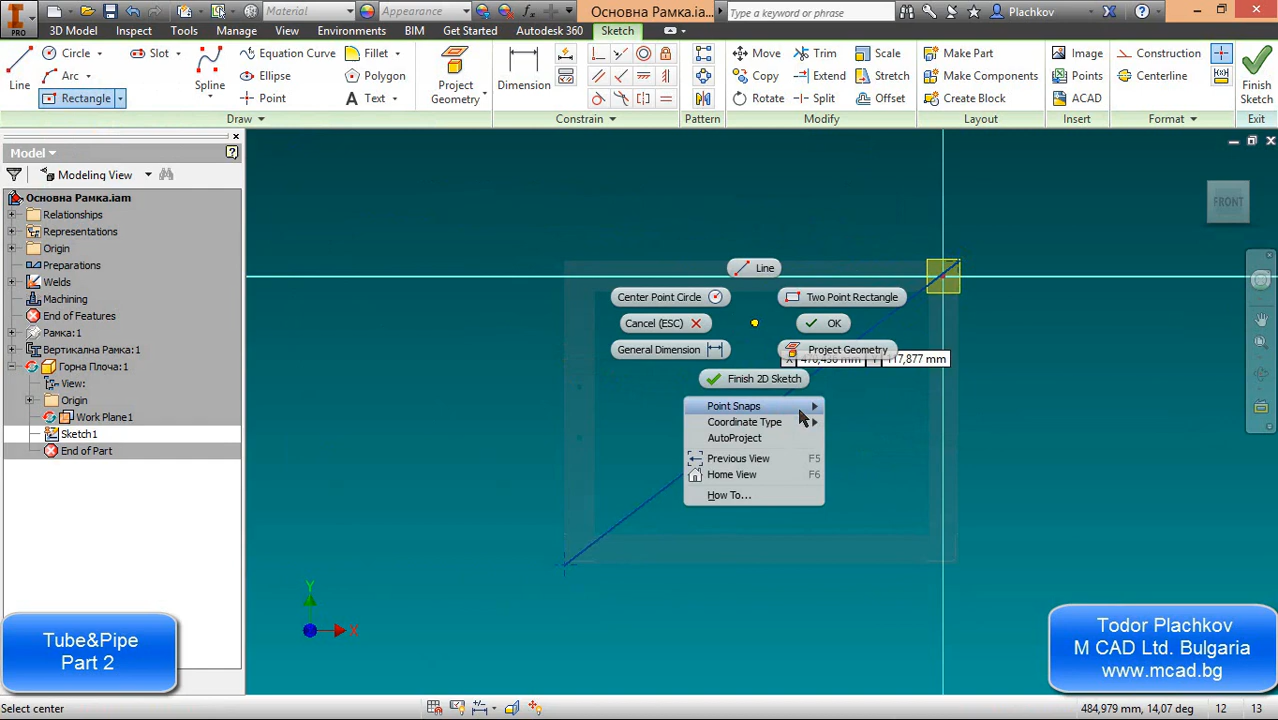 PRO
Material
Appearance
Основна Рамка.iam...
Type a keyword or phrase
Plachkov
3D Model
Inspect
Tools
Manage
View
Environments
BIM
Get Started
Autodesk 360
Sketch
Line
Circle
Arc
Rectangle
Slot
Spline
Equation Curve
Ellipse
Point
Fillet
Polygon
Text
Project
Geometry
Dimension
Move
Copy
Rotate
Trim
Extend
Split
Scale
Stretch
Offset
Make Part
Make Components
Create Block
Image
Points
ACAD
Construction
Centerline
Finish
Sketch
Draw
Constrain
Pattern
Modify
Layout
Insert
Format
Exit
Model
Modeling View
Основна Рамка.iam
Relationships
Representations
Origin
Preparations
Welds
Machining
End of Features
Рамка:1
Вертикална Рамка:1
Горна Плоча:1
View:
Origin
Work Plane1
Sketch1
End of Part
FRONT
Line
Center Point Circle
Two Point Rectangle
Cancel (ESC)
OK
General Dimension
Project Geometry
Finish 2D Sketch
Point Snaps
Coordinate Type
AutoProject
Previous View F5
Home View F6
How To...
Y
X
Tube&Pipe
Part 2
Todor Plachkov
M CAD Ltd. Bulgaria
www.mcad.bg
Select center
484,979 mm, 14,07 deg
12
13